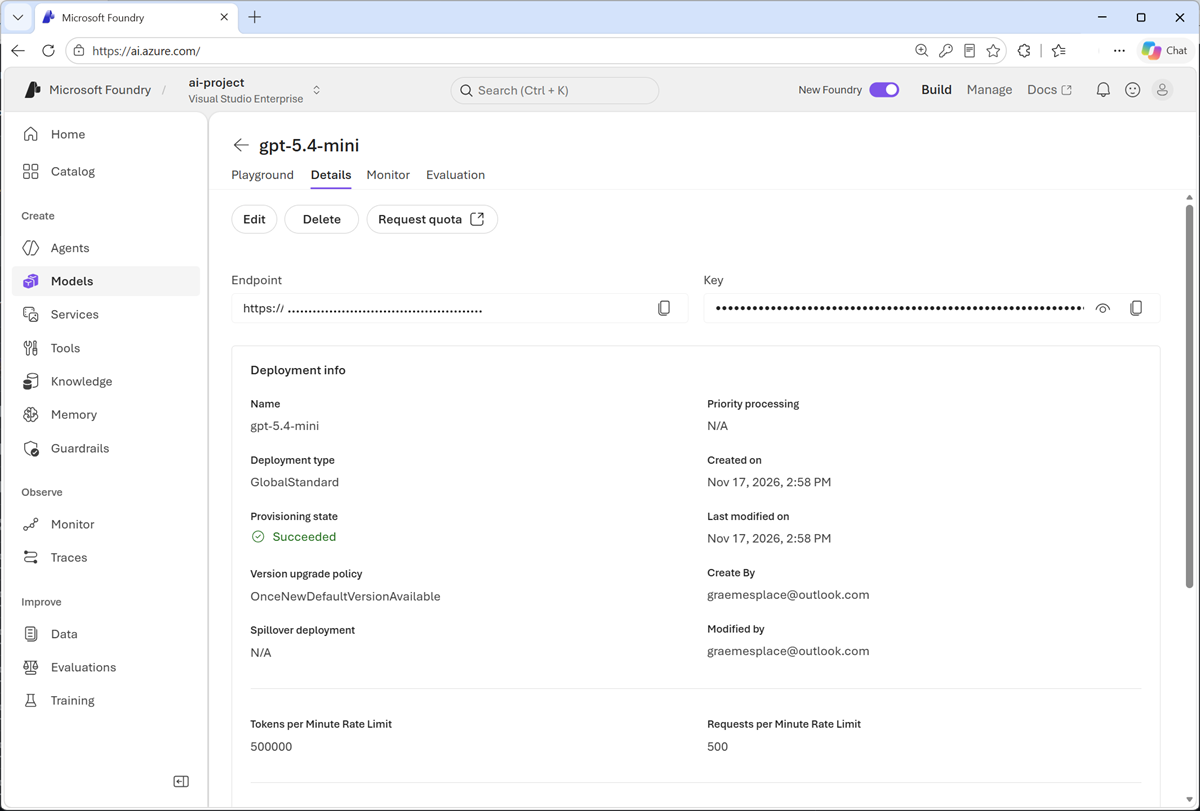 Microsoft Foundry
https://ai.azure.com/
Chat
Microsoft Foundry / ai-project
Visual Studio Enterprise
Search (Ctrl + K)
New Foundry
Build
Manage
Docs
Home
Catalog
Create
Agents
Models
Services
Tools
Knowledge
Memory
Guardrails
Observe
Monitor
Traces
Improve
Data
Evaluations
Training
gpt-5.4-mini
Playground Details Monitor Evaluation
Edit Delete Request quota
Endpoint
https:// ................................................
Key
••••••••••••••••••••••••••••••••••••••••••••••••••••••••••••
Deployment info
Name
gpt-5.4-mini
Deployment type
GlobalStandard
Provisioning state
Succeeded
Version upgrade policy
OnceNewDefaultVersionAvailable
Spillover deployment
N/A
Priority processing
N/A
Created on
Nov 17, 2026, 2:58 PM
Last modified on
Nov 17, 2026, 2:58 PM
Create By
graemesplace@outlook.com
Modified by
graemesplace@outlook.com
Tokens per Minute Rate Limit
500000
Requests per Minute Rate Limit
500